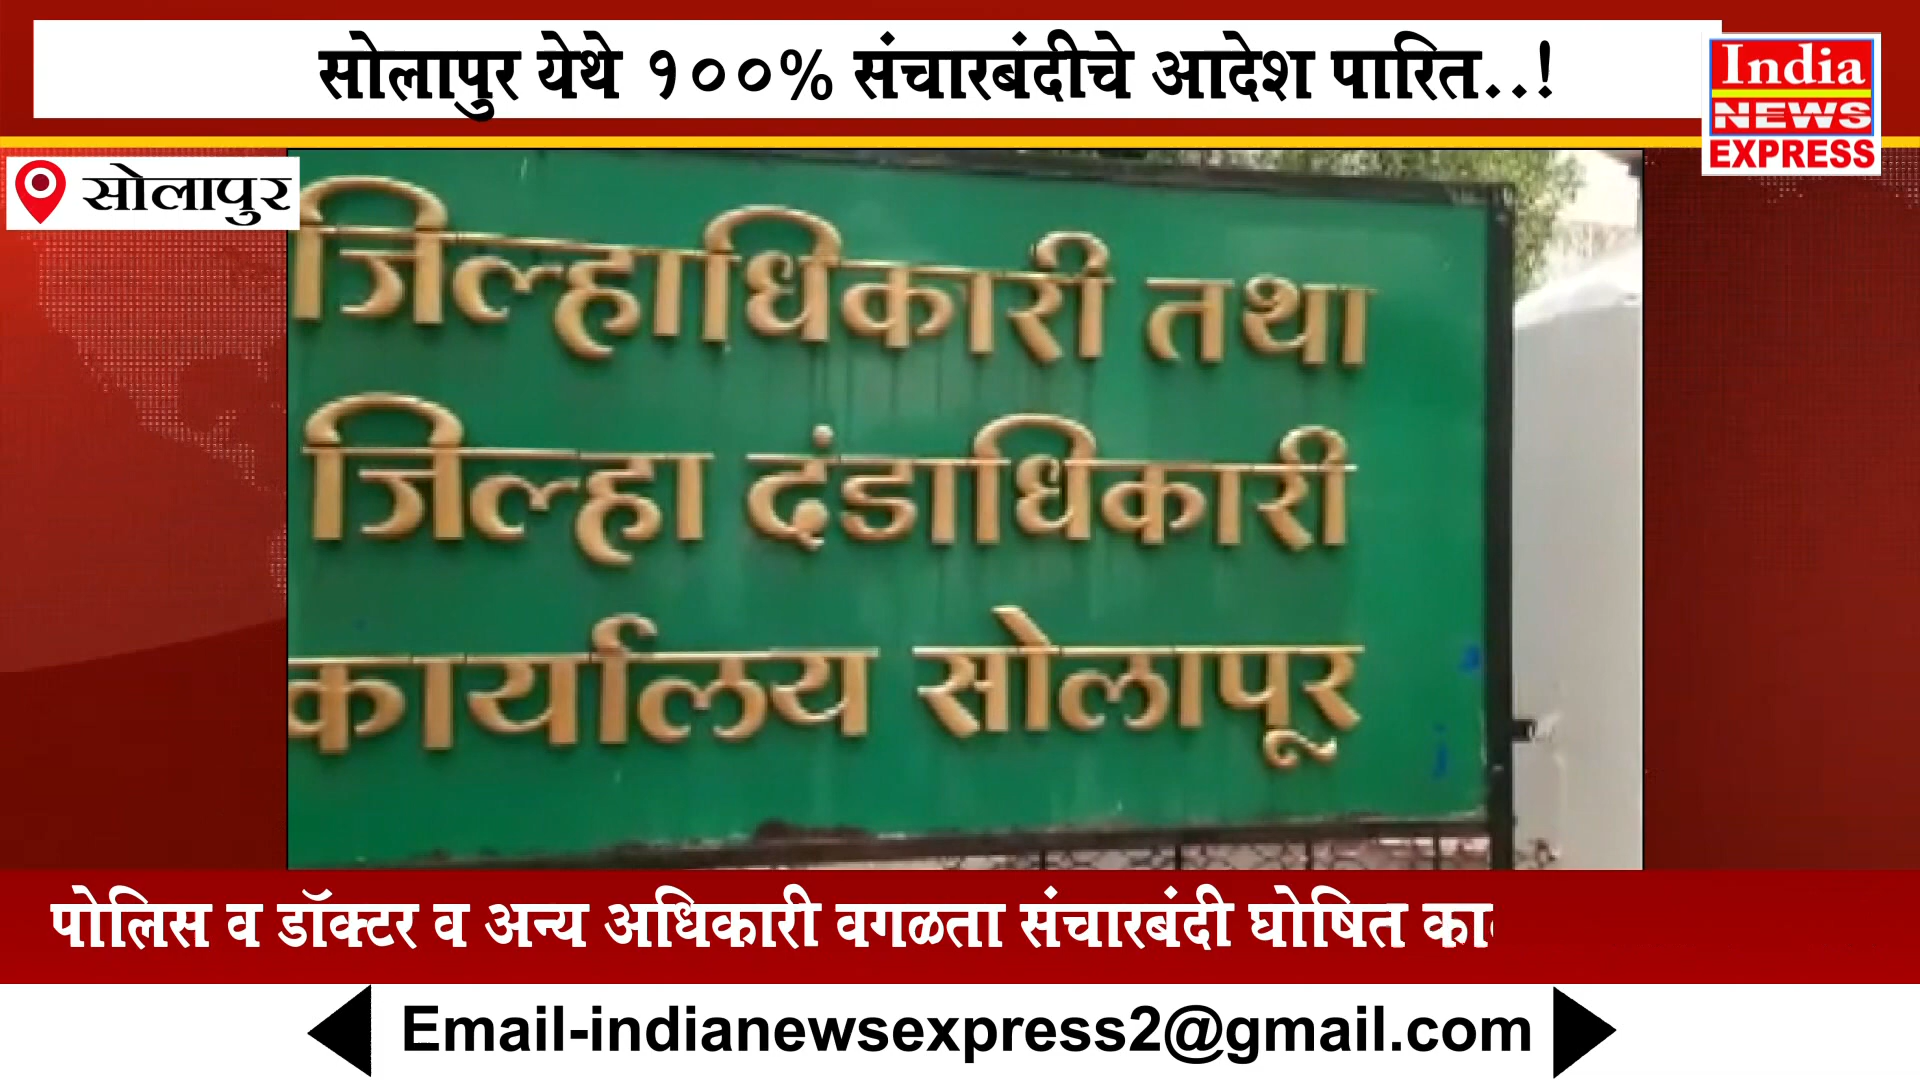 सोलापुर येथे १००% संचारबंदीचे आदेश पारित..!
India
NEWS
EXPRESS
सोलापुर
जिल्हाधिकारी तथा
जिल्हा दंडाधिकारी
कार्यालय सोलापूर
पोलिस व डॉक्टर व अन्य अधिकारी वगळता संचारबंदी घोषित
Email-indianewsexpress2@gmail.com